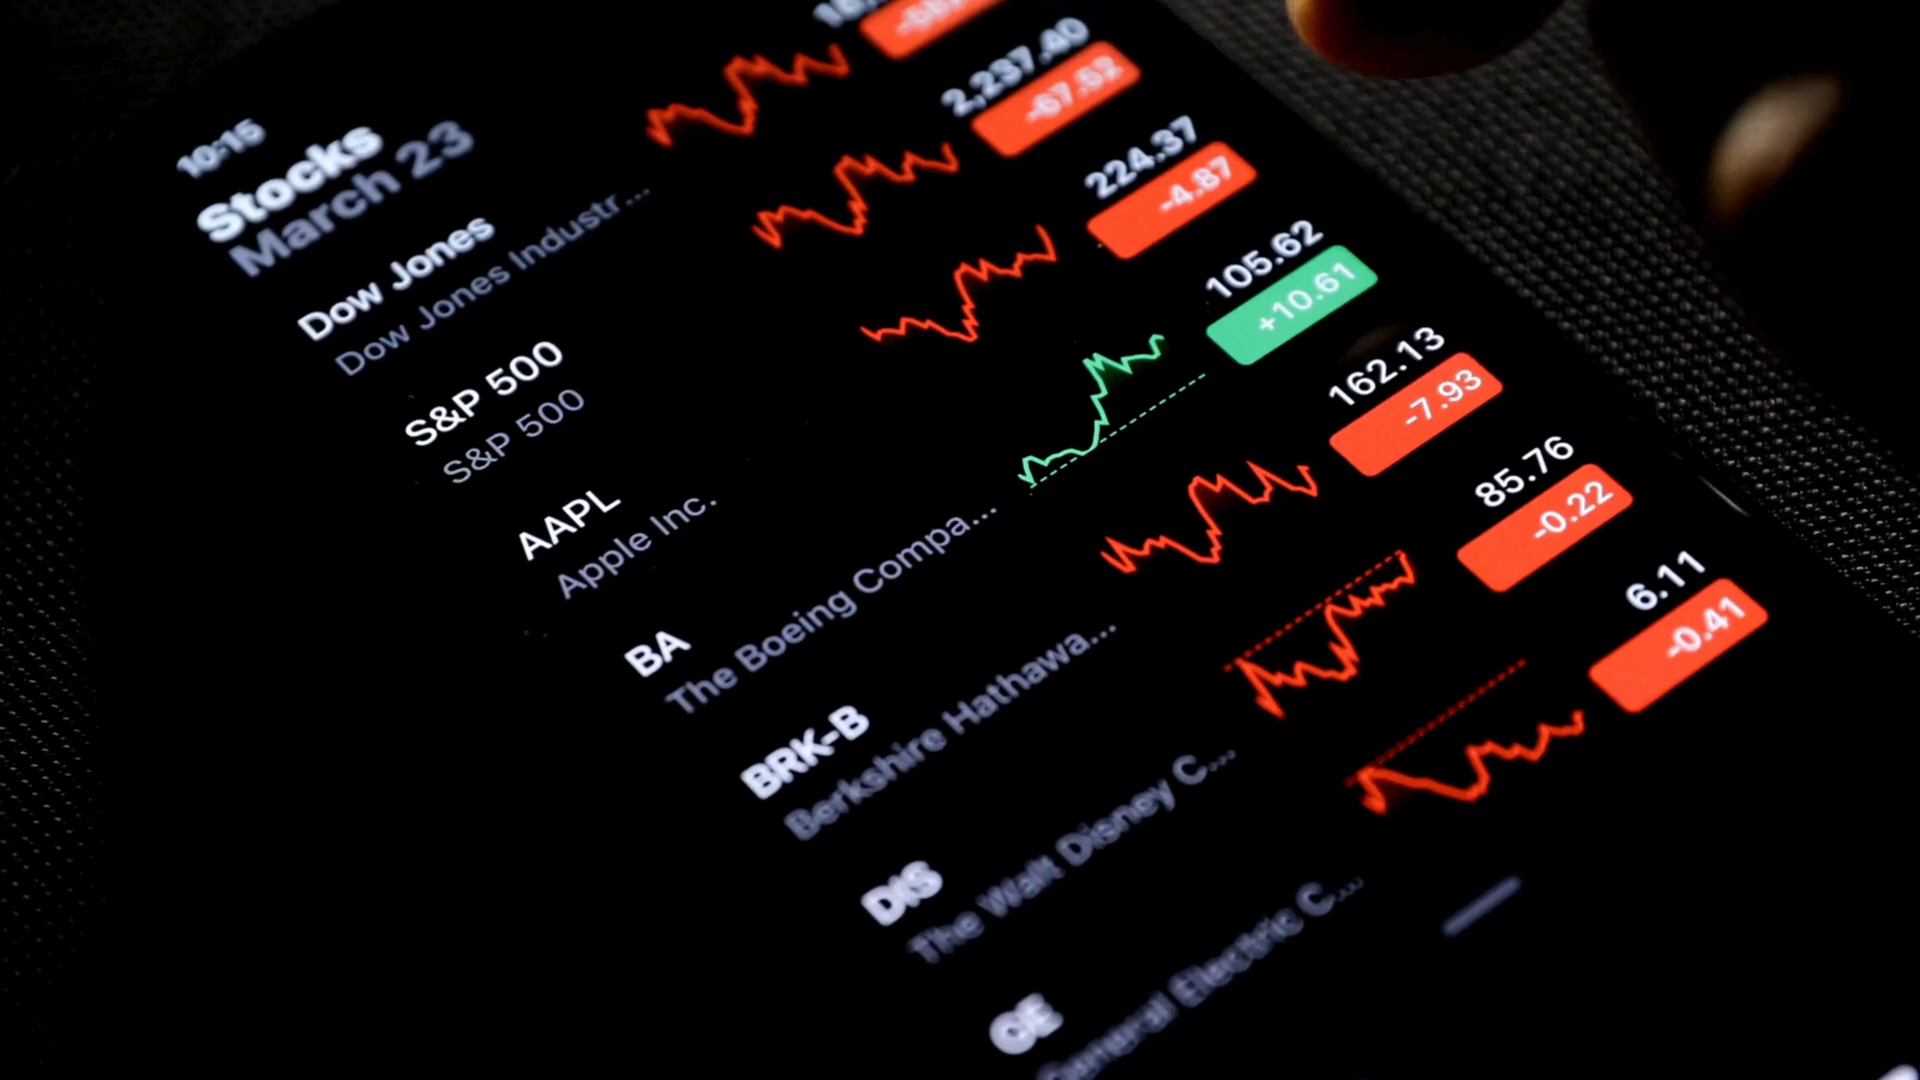 10:15
Stocks
March 23
Dow Jones
Dow Jones Industr...
S&P 500
S&P 500
2,237.40
-67.52
AAPL
Apple Inc.
224.37
-4.87
BA
The Boeing Compa...
105.62
+10.61
BRK-B
Berkshire Hathawa...
162.13
-7.93
DIS
The Walt Disney C...
85.76
-0.22
GE
General Electric C...
6.11
-0.41